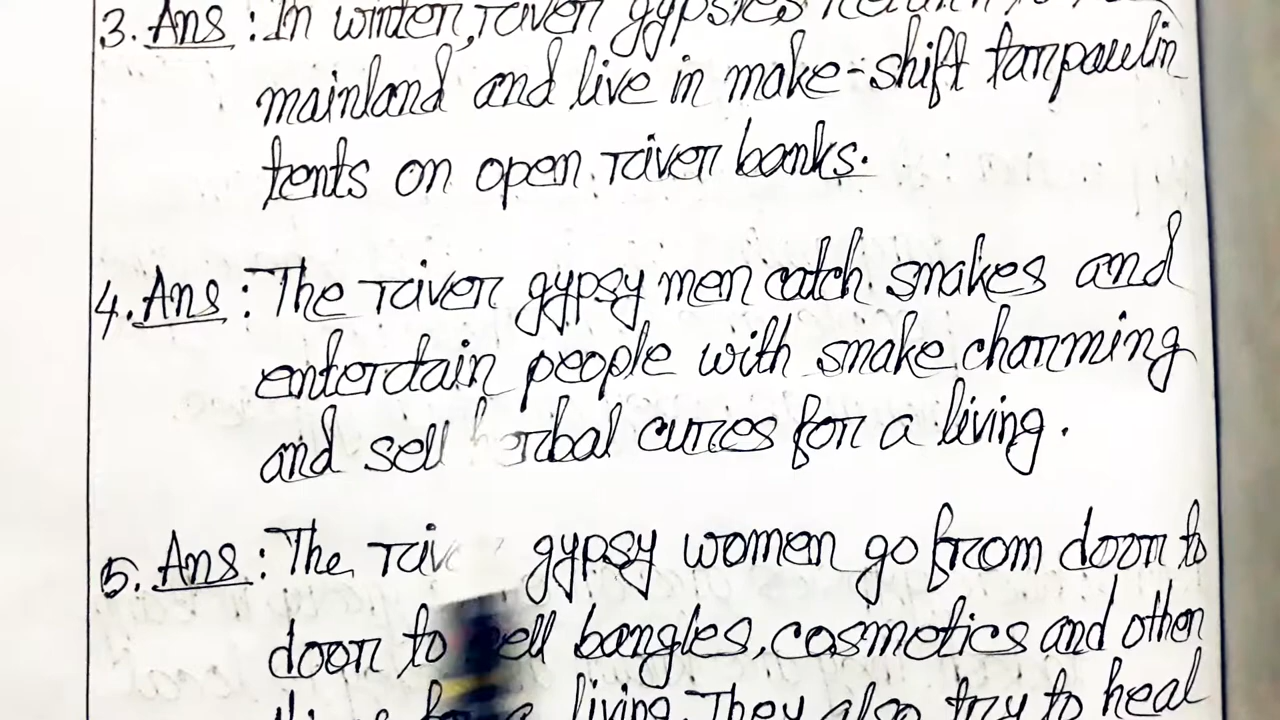 3. Ans : In winter, river gypsies
mainland and live in make-shift tarpaulin
tents on open river banks.
4. Ans : The river gypsy men catch snakes and
entertain people with snake charming
and sell herbal cures for a living.
5. Ans : The gypsy women go from door to
door to sell bangles, cosmetics and other
living. They also try to heal